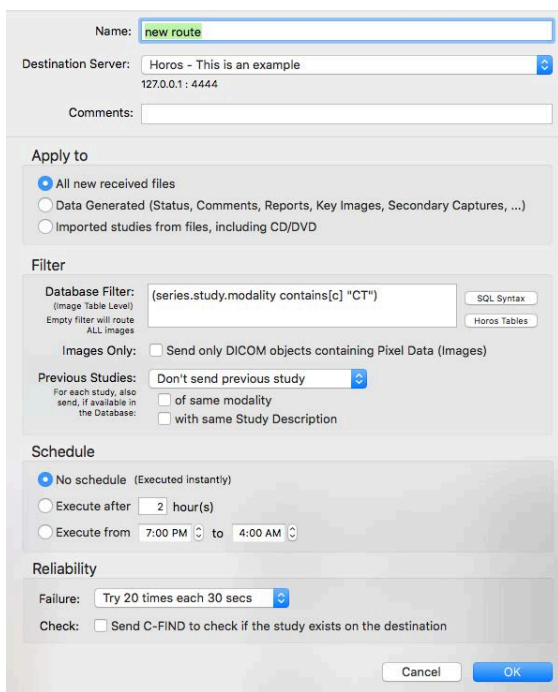 Name: new route
Destination Server: Horos - This is an example
127.0.0.1 : 4444
Comments:
Apply to
All new received files
Data Generated (Status, Comments, Reports, Key Images, Secondary Captures, ...)
Imported studies from files, including CD/DVD
Filter
Database Filter: (series.study.modality contains[c] "CT") SQL Syntax
(Image Table Level)
Empty filter will route Horos Tables
ALL images
Images Only: Send only DICOM objects containing Pixel Data (Images)
Previous Studies: Don't send previous study
For each study, also
send, if available in of same modality
the Database:
with same Study Description
Schedule
No schedule (Executed instantly)
Execute after 2 hour(s)
Execute from 7:00 PM to 4:00 AM
Reliability
Failure: Try 20 times each 30 secs
Check: Send C-FIND to check if the study exists on the destination
Cancel OK